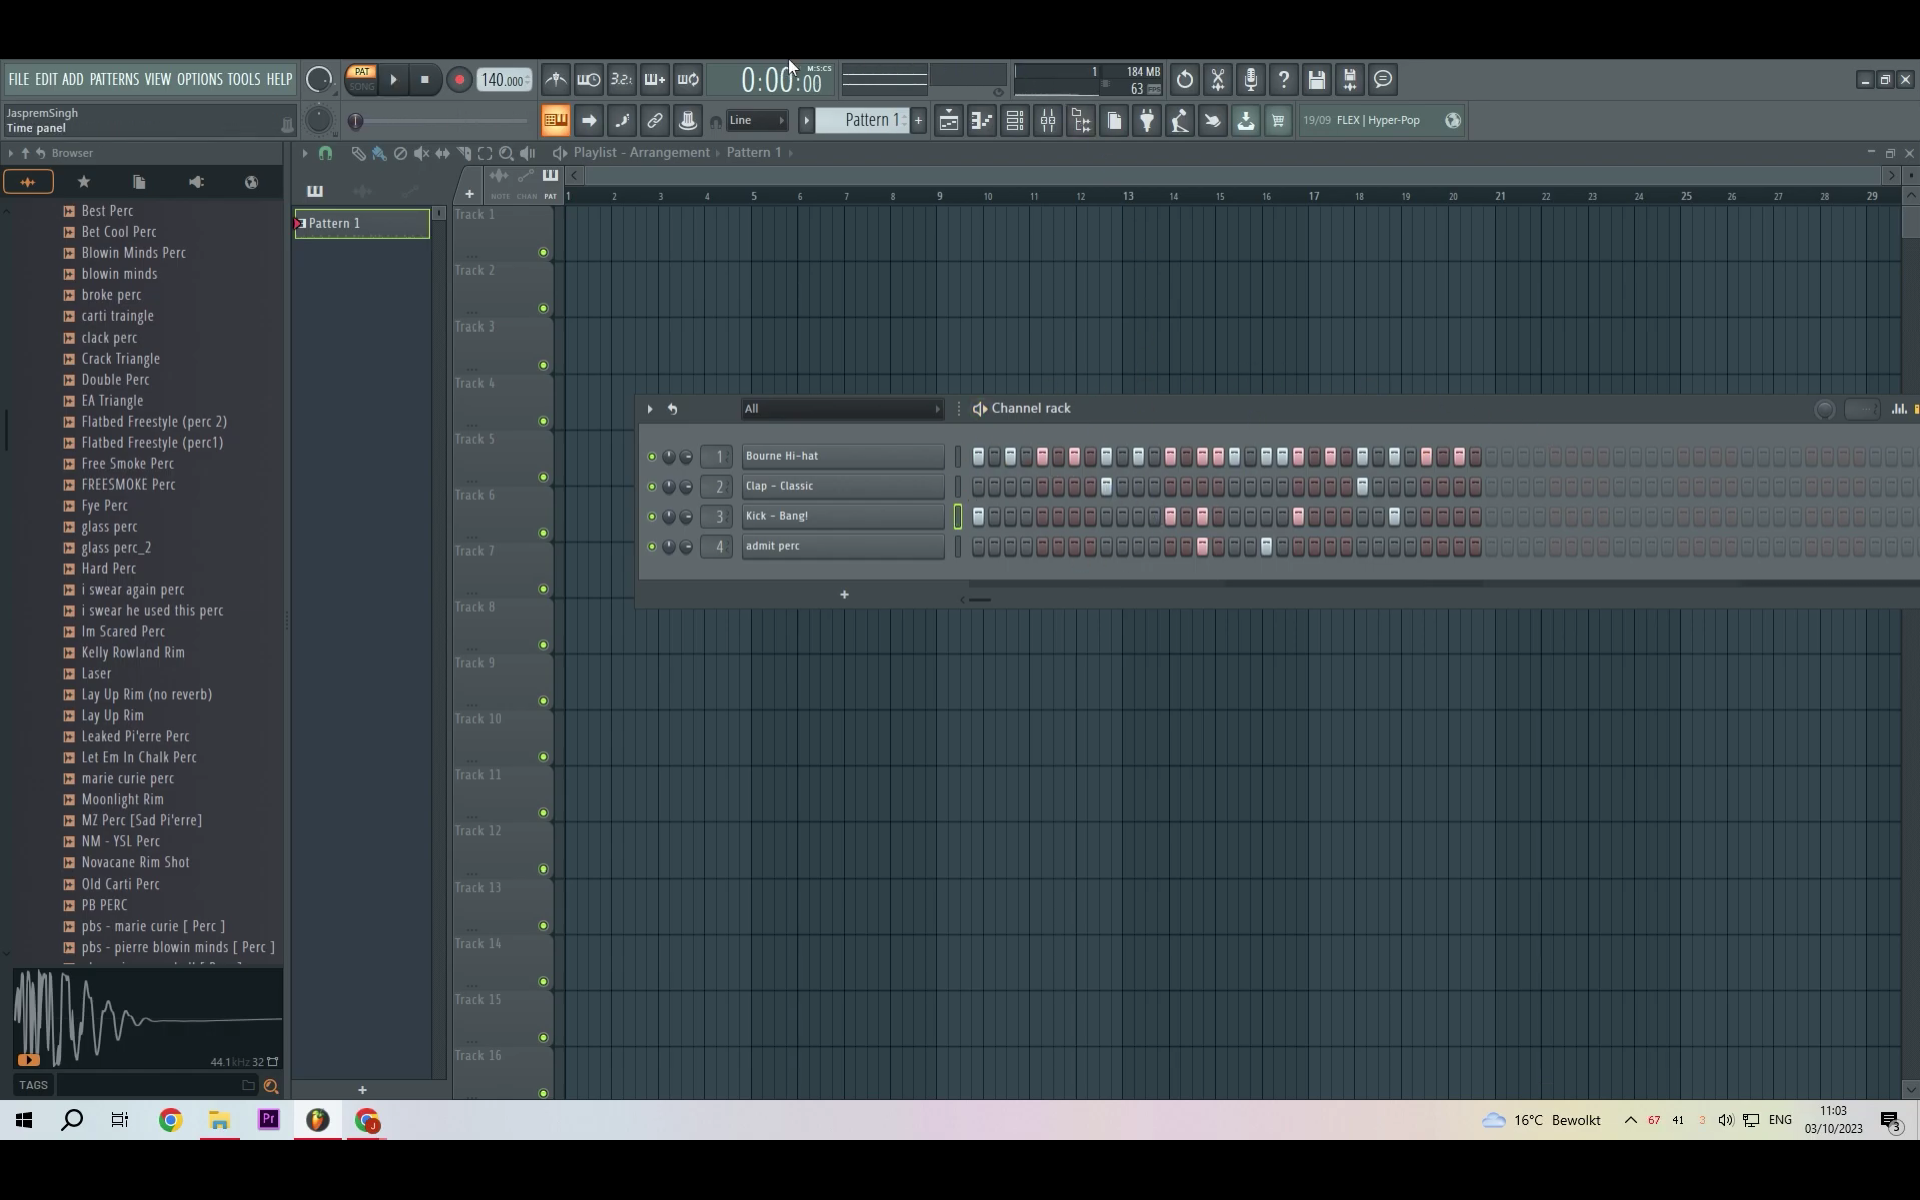 FILE EDIT ADD PATTERNS VIEW OPTIONS TOOLS HELP
PAT
SONG
140.000
3.2.
0:00:00
M:S:CS
1
184 MB
63
JaspremSingh
Time panel
Line
Pattern 1
+
19/09 FLEX | Hyper-Pop
Browser
Playlist - Arrangement
Pattern 1
NOTE CHAN PAT
1 2 3 4 5 6 7 8 9 10 11 12 13 14 15 16 17 18 19 20 21 22 23 24 25 26 27 28 29
Pattern 1
Best Perc
Bet Cool Perc
Blowin Minds Perc
blowin minds
broke perc
carti traingle
clack perc
Crack Triangle
Double Perc
EA Triangle
Flatbed Freestyle (perc 2)
Flatbed Freestyle (perc1)
Free Smoke Perc
FREESMOKE Perc
Fye Perc
glass perc
glass perc_2
Hard Perc
i swear again perc
i swear he used this perc
Im Scared Perc
Kelly Rowland Rim
Laser
Lay Up Rim (no reverb)
Lay Up Rim
Leaked Pi'erre Perc
Let Em In Chalk Perc
marie curie perc
Moonlight Rim
MZ Perc [Sad Pi'erre]
NM - YSL Perc
Novacane Rim Shot
Old Carti Perc
PB PERC
pbs - marie curie [ Perc ]
pbs - pierre blowin minds [ Perc ]
44.1kHz 32
TAGS
Track 1
Track 2
Track 3
Track 4
Track 5
Track 6
Track 7
Track 8
Track 9
Track 10
Track 11
Track 12
Track 13
Track 14
Track 15
Track 16
All
Channel rack
1 Bourne Hi-hat
2 Clap - Classic
3 Kick - Bang!
4 admit perc
+
16°C Bewolkt
67 41 3
ENG
11:03
03/10/2023
3